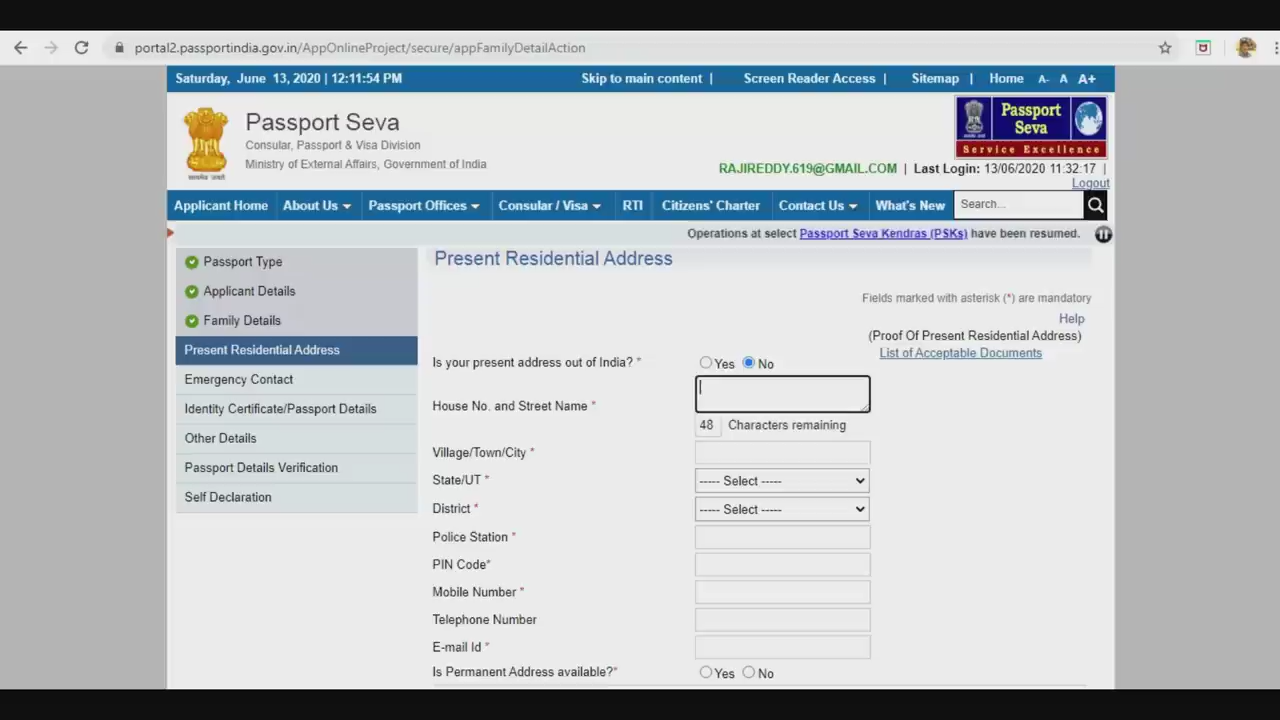 portal2.passportindia.gov.in/AppOnlineProject/secure/appFamilyDetailAction
Saturday, June 13, 2020 | 12:11:54 PM Skip to main content | Screen Reader Access | Sitemap | Home A- A A+
Passport Seva
Consular, Passport & Visa Division
Ministry of External Affairs, Government of India
सत्यमेव जयते
Passport
Seva
Service Excellence
RAJIREDDY.619@GMAIL.COM | Last Login: 13/06/2020 11:32:17 |
Logout
Applicant Home About Us Passport Offices Consular / Visa RTI Citizens' Charter Contact Us What's New Search...
Operations at select Passport Seva Kendras (PSKs) have been resumed.
Passport Type
Applicant Details
Family Details
Present Residential Address
Emergency Contact
Identity Certificate/Passport Details
Other Details
Passport Details Verification
Self Declaration
Present Residential Address
Fields marked with asterisk (*) are mandatory
Help
(Proof Of Present Residential Address)
List of Acceptable Documents
Is your present address out of India? * Yes No
House No. and Street Name *
48 Characters remaining
Village/Town/City *
State/UT * ----- Select -----
District * ----- Select -----
Police Station *
PIN Code*
Mobile Number *
Telephone Number
E-mail Id *
Is Permanent Address available?* Yes No